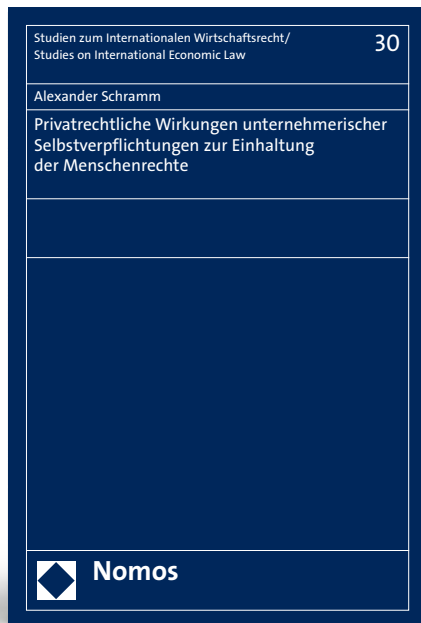 Studien zum Internationalen Wirtschaftsrecht/
Studies on International Economic Law
30
Alexander Schramm
Privatrechtliche Wirkungen unternehmerischer
Selbstverpflichtungen zur Einhaltung
der Menschenrechte
Nomos